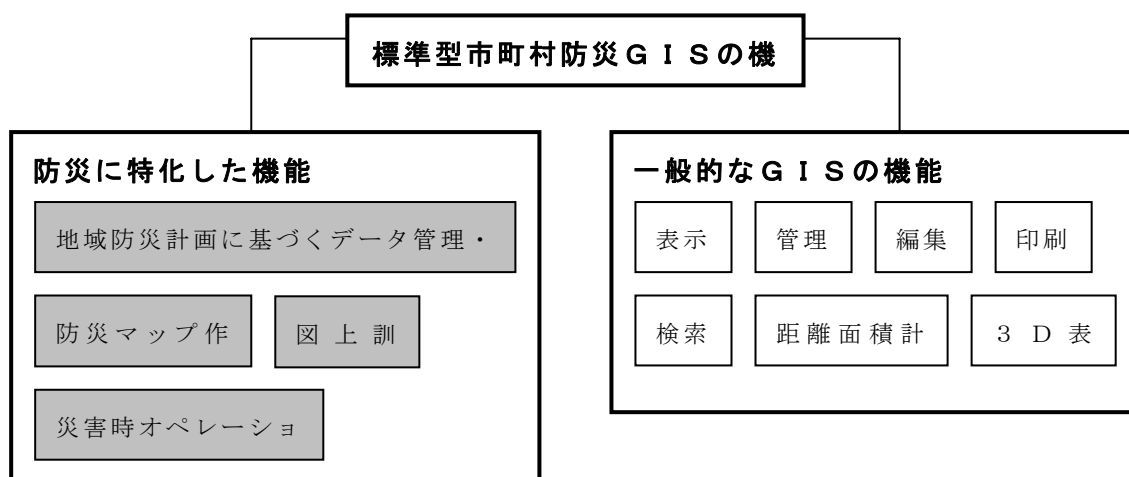 標準型市町村防災GISの機
防災に特化した機能
地域防災計画に基づくデータ管理・
防災マップ作
図上訓
災害時オペレーショ
一般的なGISの機能
表示
管理
編集
印刷
検索
距離面積計
3D表